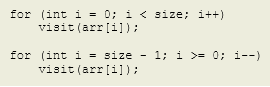 for (int i = 0; i < size; i++)
    visit(arr[i]);

for (int i = size - 1; i >= 0; i--)
    visit(arr[i]);